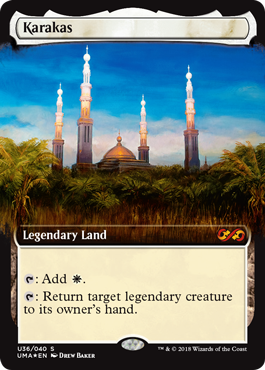 Karakas
Legendary Land
: Add .
: Return target legendary creature
to its owner's hand.
U36/040 S
UMA★EN Drew Baker
™ & © 2018 Wizards of the Coast